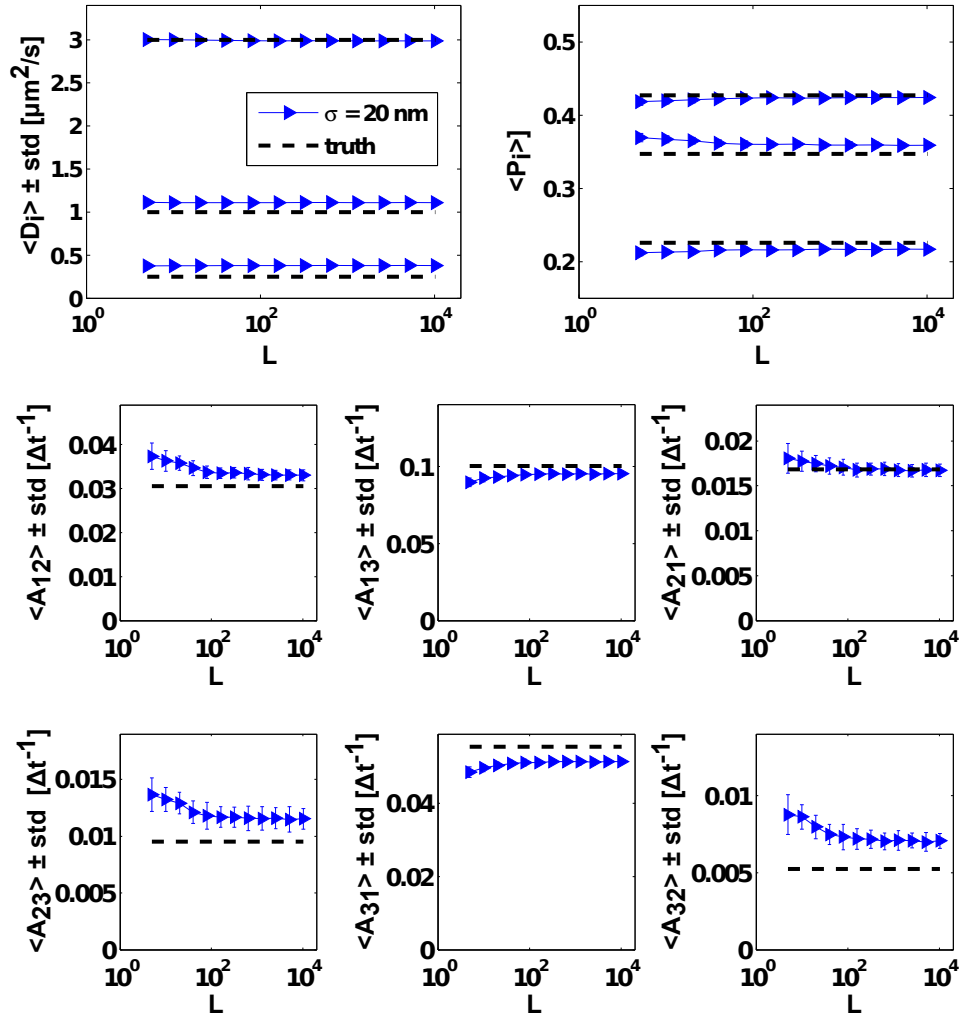 <D_i> ± std [µm²/s]
3
2.5
2
1.5
1
0.5
0
σ = 20 nm
truth
10⁰ 10² 10⁴
L
<P_i>]
0.5
0.4
0.3
0.2
10⁰ 10² 10⁴
L
<A₁₂> ± std [Δt⁻¹]
0.04
0.03
0.02
0.01
0
10⁰ 10² 10⁴
L
<A₁₃> ± std [Δt⁻¹]
0.1
0.05
0
10⁰ 10² 10⁴
L
<A₂₁> ± std [Δt⁻¹]
0.02
0.015
0.01
0.005
0
10⁰ 10² 10⁴
L
<A₂₃> ± std [Δt⁻¹]
0.015
0.01
0.005
0
10⁰ 10² 10⁴
L
<A₃₁> ± std [Δt⁻¹]
0.04
0.02
0
10⁰ 10² 10⁴
L
<A₃₂> ± std [Δt⁻¹]
0.01
0.005
0
10⁰ 10² 10⁴
L